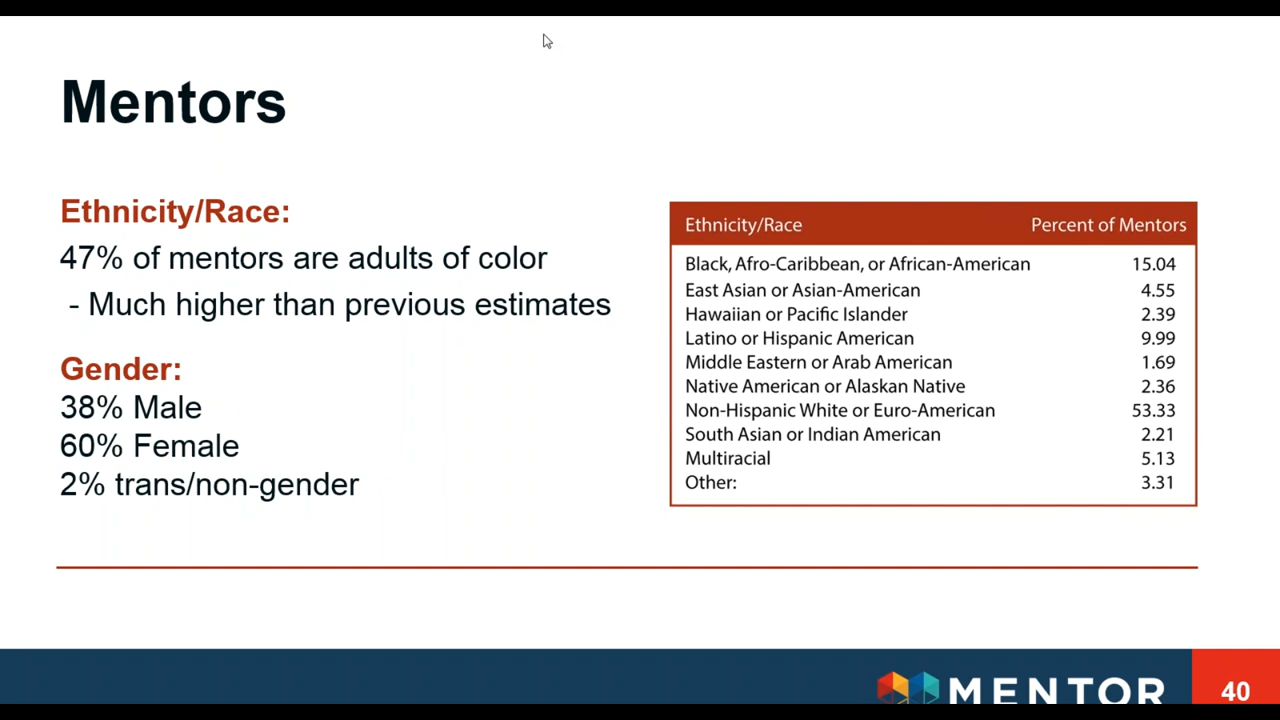 Mentors
Ethnicity/Race:
47% of mentors are adults of color
- Much higher than previous estimates
Gender:
38% Male
60% Female
2% trans/non-gender
Ethnicity/Race Percent of Mentors
Black, Afro-Caribbean, or African-American 15.04
East Asian or Asian-American 4.55
Hawaiian or Pacific Islander 2.39
Latino or Hispanic American 9.99
Middle Eastern or Arab American 1.69
Native American or Alaskan Native 2.36
Non-Hispanic White or Euro-American 53.33
South Asian or Indian American 2.21
Multiracial 5.13
Other: 3.31
MENTOR
40